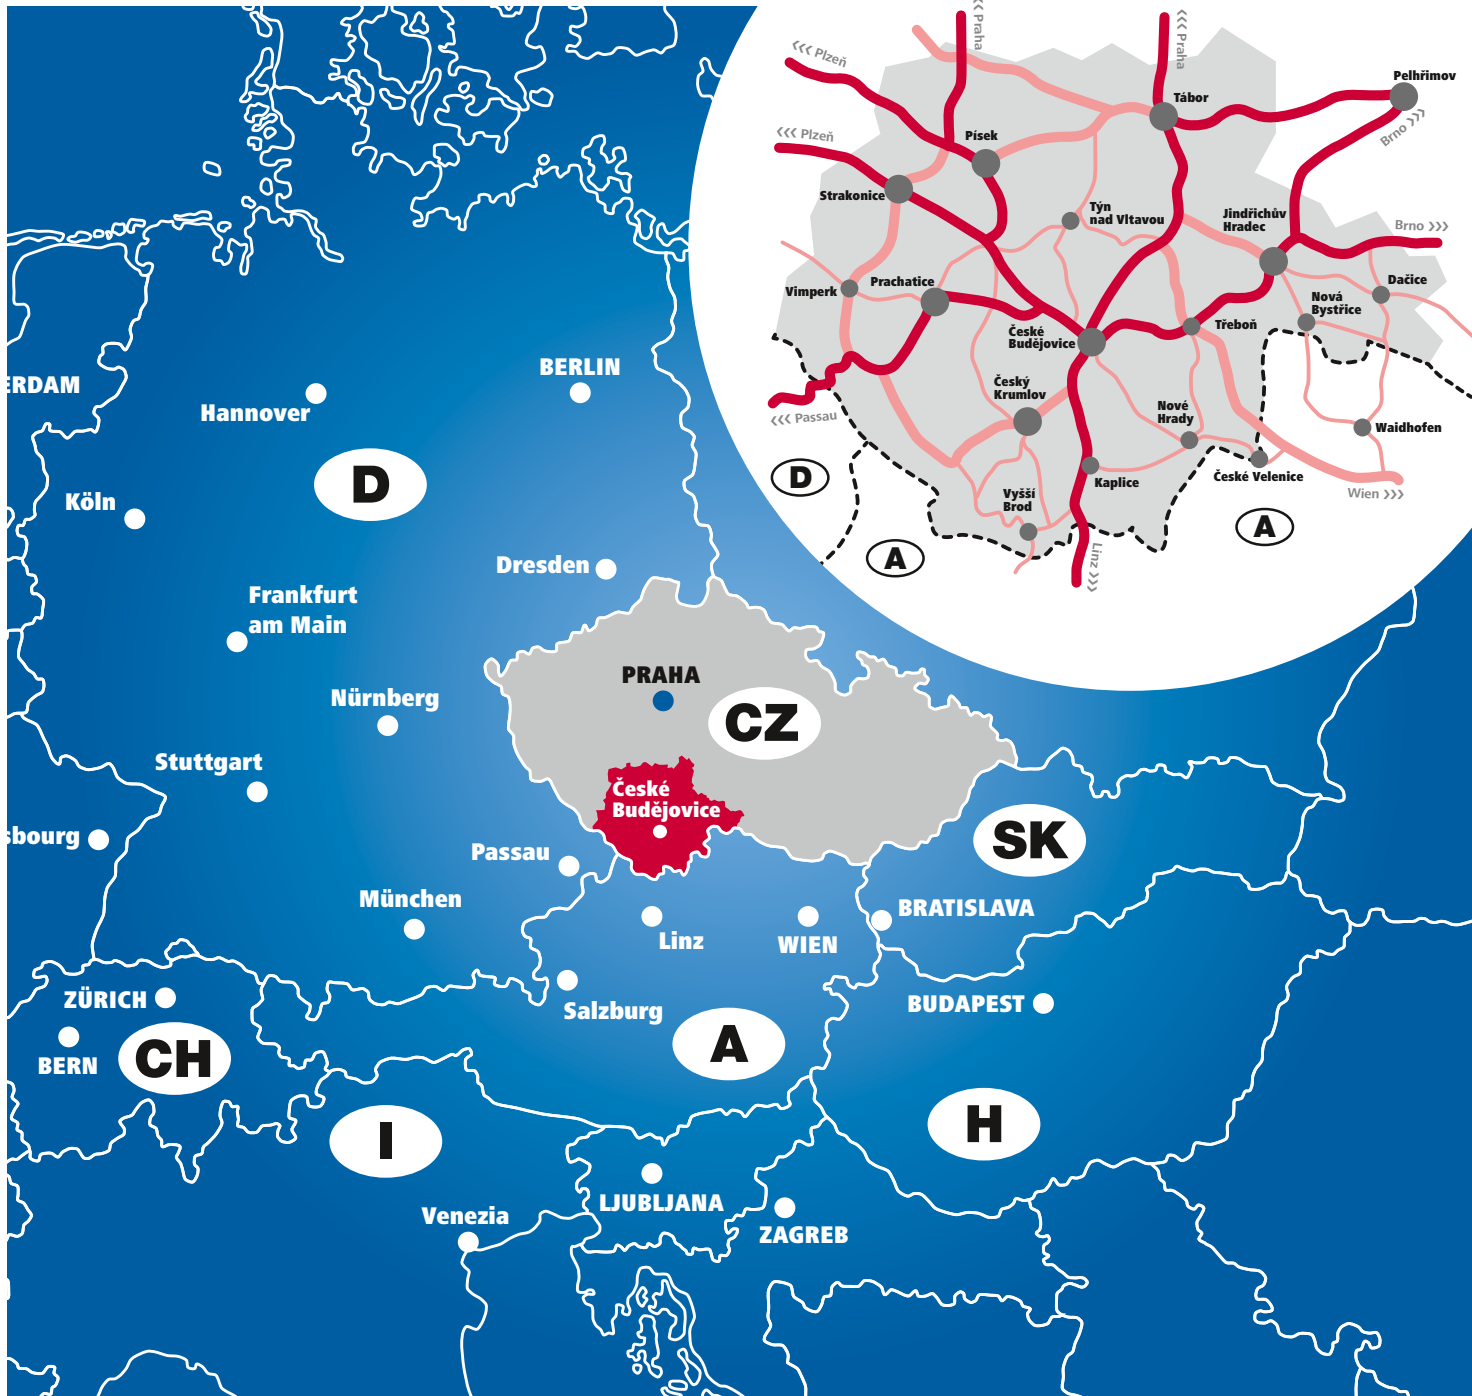 ‹‹‹ Praha
‹‹‹ Praha
‹‹‹ Plzeň
Pelhřimov
Tábor
Brno ›››
‹‹‹ Plzeň
Písek
Strakonice
Týn
nad Vltavou
Jindřichův
Hradec
Brno ›››
Vimperk
Prachatice
Dačice
Nová
Bystřice
Třeboň
České
Budějovice
Český
Krumlov
Nové
Hrady
‹‹‹ Passau
Waidhofen
D
Kaplice
České Velenice
Wien ›››
Vyšší
Brod
A
A
Linz ›››
BERLIN
ERDAM
Hannover
D
Köln
Dresden
Frankfurt
am Main
PRAHA
Nürnberg
CZ
Stuttgart
České
Budějovice
sbourg
SK
Passau
München
BRATISLAVA
Linz
WIEN
ZÜRICH
Salzburg
BUDAPEST
BERN
CH
A
I
H
LJUBLJANA
Venezia
ZAGREB